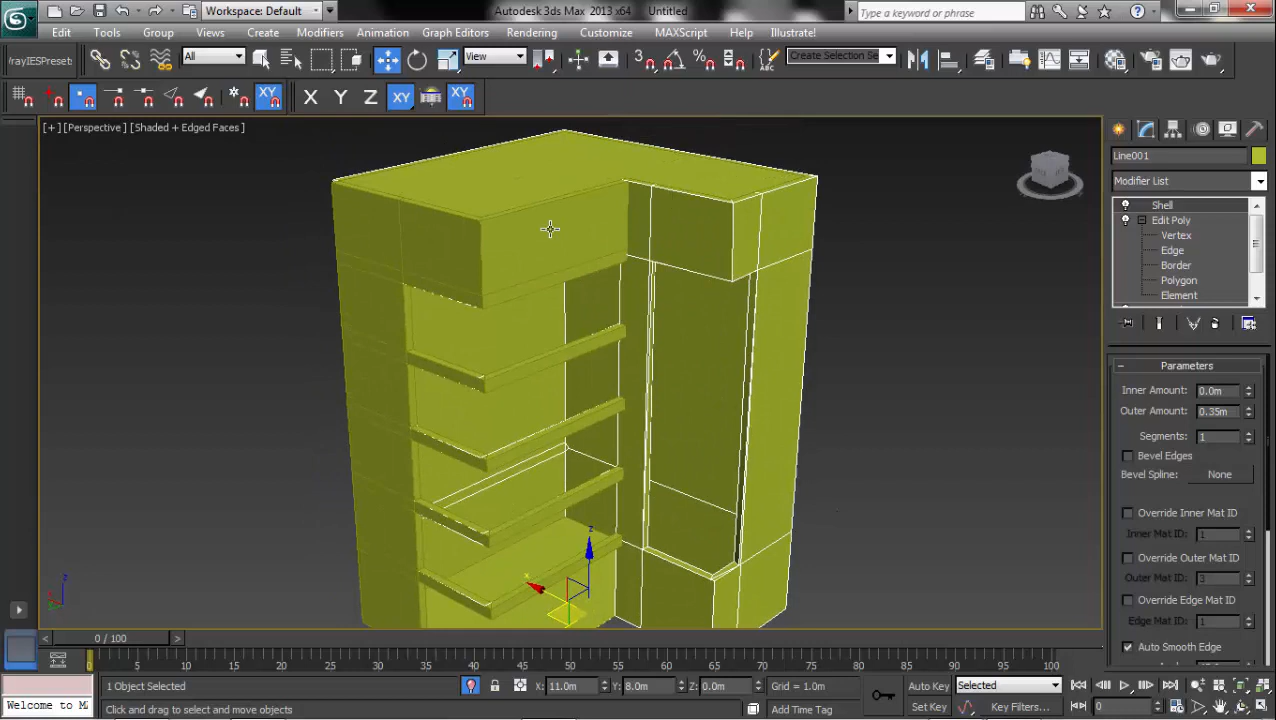 Workspace: Default
Autodesk 3ds Max 2013 x64
Untitled
Type a keyword or phrase
Edit Tools Group Views Create Modifiers Animation Graph Editors Rendering Customize MAXScript Help Illustrate!
rayIESPreset
All
View
3
Create Selection Se
X Y Z XY XY
[+] [Perspective] [Shaded + Edged Faces]
Line001
Modifier List
Shell
Edit Poly
Vertex
Edge
Border
Polygon
Element
Parameters
Inner Amount: 0.0m
Outer Amount: 0.35m
Segments: 1
Bevel Edges
Bevel Spline: None
Override Inner Mat ID
Inner Mat ID: 1
Override Outer Mat ID
Outer Mat ID: 3
Override Edge Mat ID
Edge Mat ID: 1
Auto Smooth Edge
z
x
z
0 / 100
0 5 10 15 20 25 30 35 40 45 50 55 60 65 70 75 80 85 90 95 100
1 Object Selected
X: 11.0m Y: 8.0m Z: 0.0m
Grid = 1.0m
Auto Key
Selected
Welcome to M
Click and drag to select and move objects
Add Time Tag
Set Key
Key Filters...
0